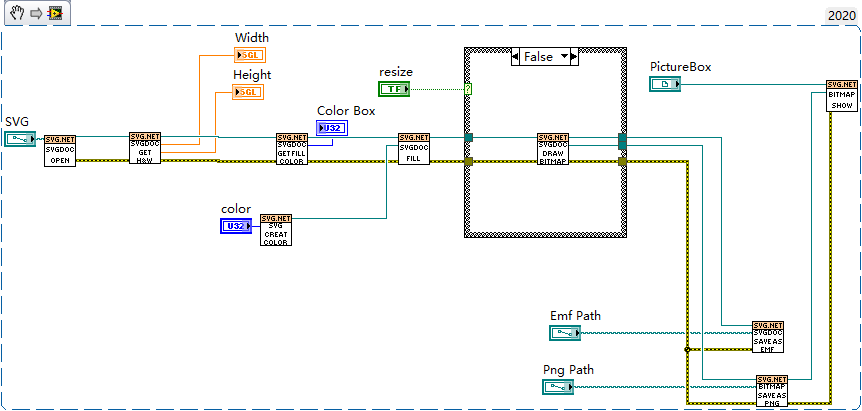 2020
Width
SGL
Height
SGL
resize
TF
?
False
PictureBox
SVG.NET
BITMAP
SHOW
Color Box
U32
SVG
SVG.NET
SVGDOC
OPEN
SVG.NET
SVGDOC
GET
H&W
SVG.NET
SVGDOC
GET FILL
COLOR
SVG.NET
SVGDOC
FILL
SVG.NET
SVGDOC
DRAW
BITMAP
color
U32
SVG.NET
SVG
CREAT
COLOR
Emf Path
SVG.NET
SVGDOC
SAVE AS
EMF
Png Path
SVG.NET
BITMAP
SAVE AS
PNG